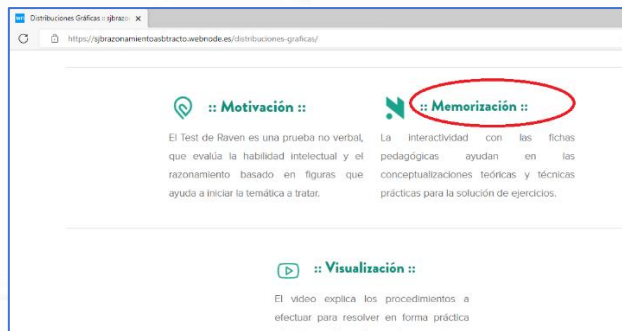 Distribuciones Gráficas :: sjbrazo
https://sjbrazonamientoasbtracto.webnode.es/distribuciones-graficas/
:: Motivación ::
El Test de Raven es una prueba no verbal,
que evalúa la habilidad intelectual y el
razonamiento basado en figuras que
ayuda a iniciar la temática a tratar.
:: Memorización ::
La interactividad con las fichas
pedagógicas ayudan en las
conceptualizaciones teóricas y técnicas
prácticas para la solución de ejercicios.
:: Visualización ::
El video explica los procedimientos a
efectuar para resolver en forma práctica